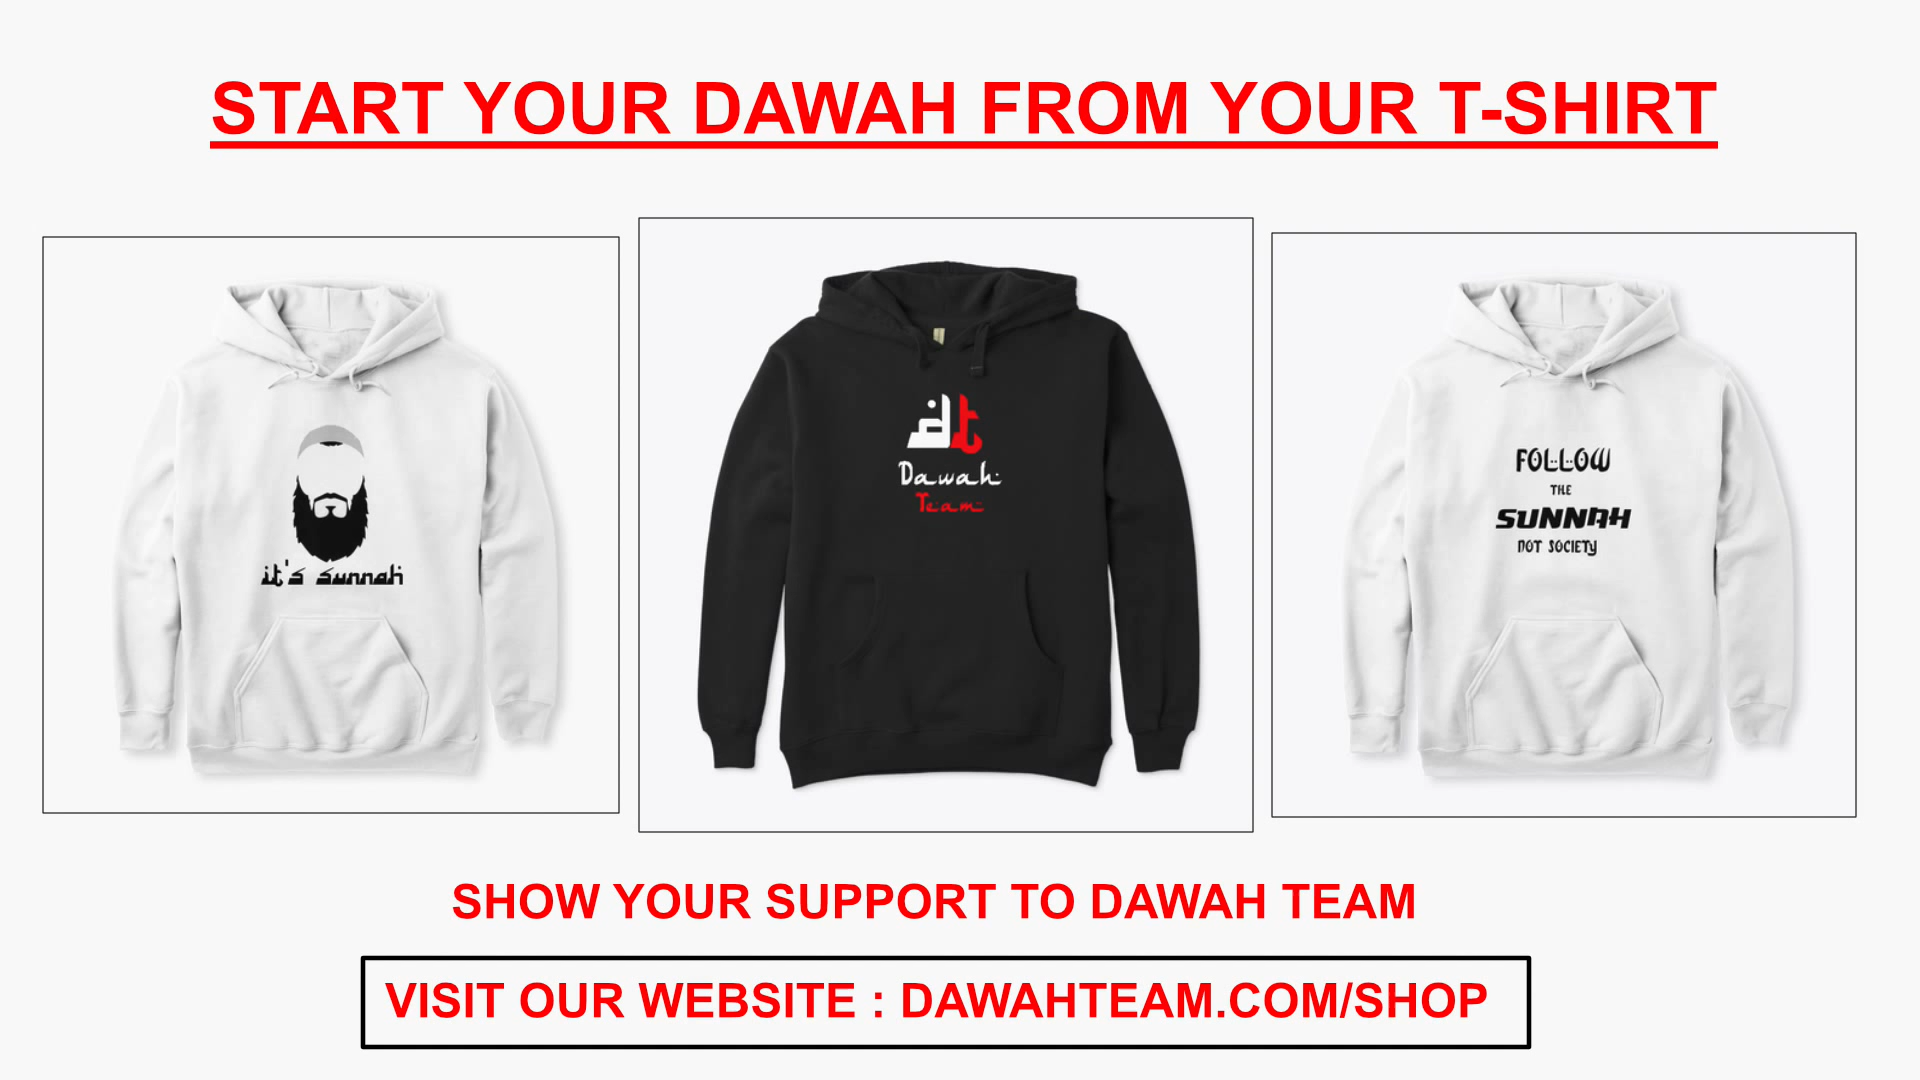 START YOUR DAWAH FROM YOUR T-SHIRT
it's sunnah
dt
Dawah
Team
FOLLOW
THE
SUNNAH
NOT SOCIETY
SHOW YOUR SUPPORT TO DAWAH TEAM
VISIT OUR WEBSITE : DAWAHTEAM.COM/SHOP